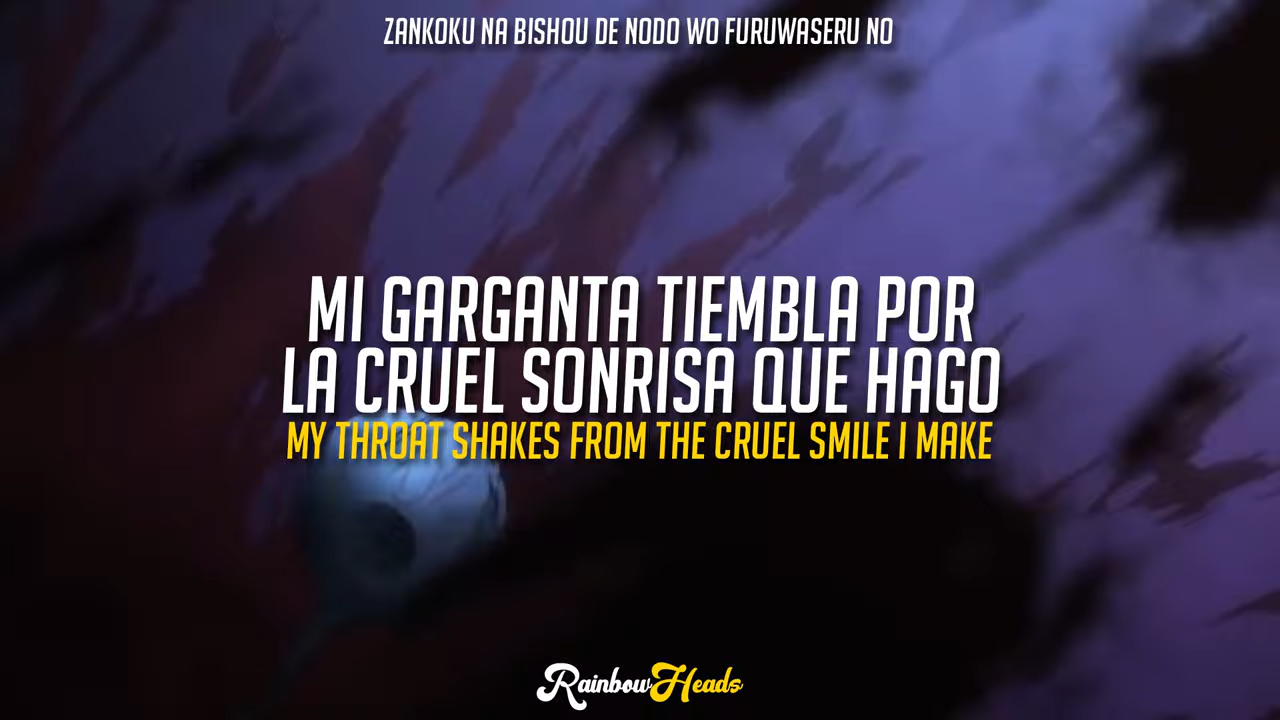 ZANKOKU NA BISHOU DE NODO WO FURUWASERU NO
MI GARGANTA TIEMBLA POR
LA CRUEL SONRISA QUE HAGO
MY THROAT SHAKES FROM THE CRUEL SMILE I MAKE
RainbowHeads